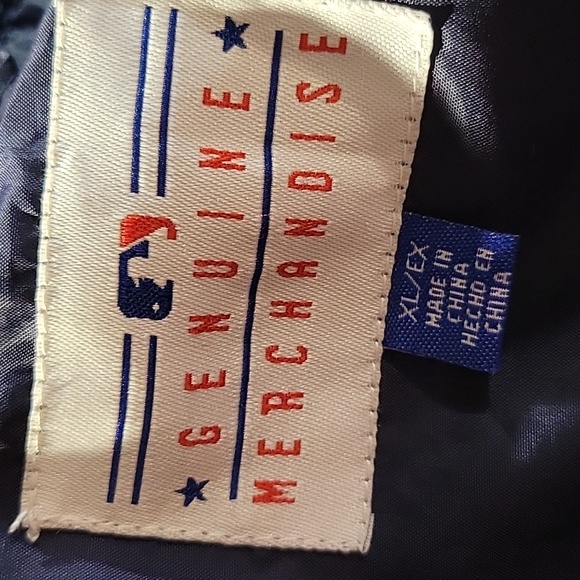 GENUINE
MERCHANDISE
XL/EX
MADE IN
CHINA
HECHO EN
CHINA